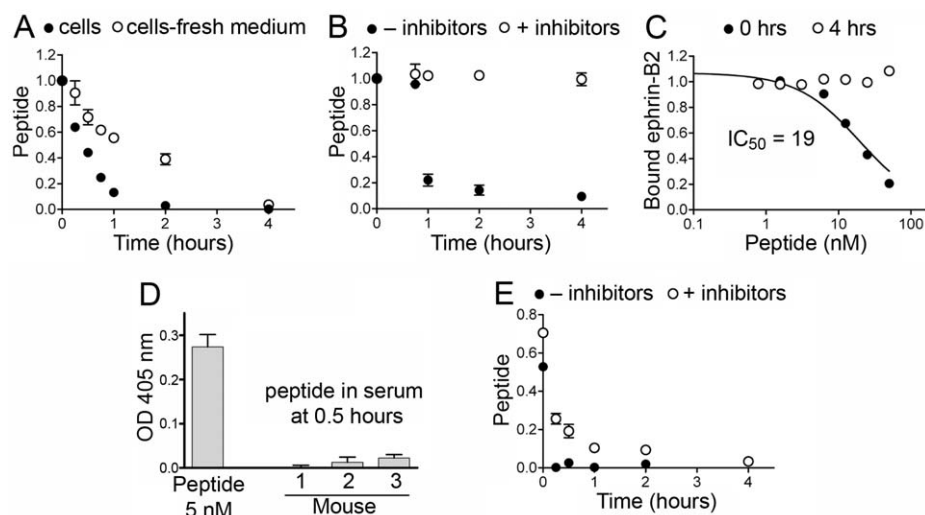 A ● cells ○ cells-fresh medium
Peptide
1.0
0.8
0.6
0.4
0.2
0.0
0 1 2 3 4
Time (hours)
B ● – inhibitors ○ + inhibitors
Peptide
1.2
1.0
0.8
0.6
0.4
0.2
0.0
0 1 2 3 4
Time (hours)
C ● 0 hrs ○ 4 hrs
Bound ephrin-B2
1.2
1.0
0.8
0.6
0.4
0.2
0.0
IC50 = 19
0.1 1 10 100
Peptide (nM)
D
OD 405 nm
0.3
0.2
0.1
0.0
peptide in serum
at 0.5 hours
Peptide
5 nM
1 2 3
Mouse
E ● – inhibitors ○ + inhibitors
Peptide
0.8
0.6
0.4
0.2
0.0
0 1 2 3 4
Time (hours)